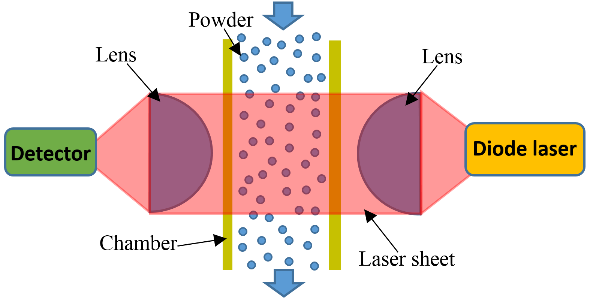 Powder
Lens
Lens
Detector
Diode laser
Chamber
Laser sheet